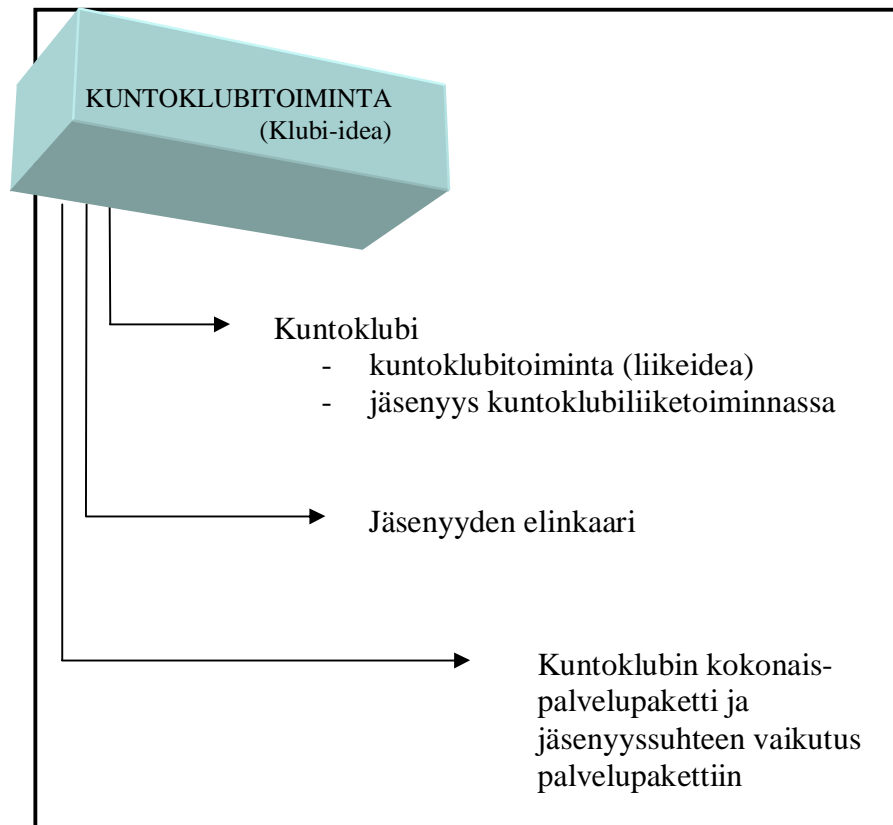 KUNTOKLUBITOIMINTA
(Klubi-idea)
Kuntoklubi
- kuntoklubitoiminta (liikeidea)
- jäsenyys kuntoklubiliiketoiminnassa
Jäsenyyden elinkaari
Kuntoklubin kokonais-
palvelupaketti ja
jäsenyyssuhteen vaikutus
palvelupakettiin